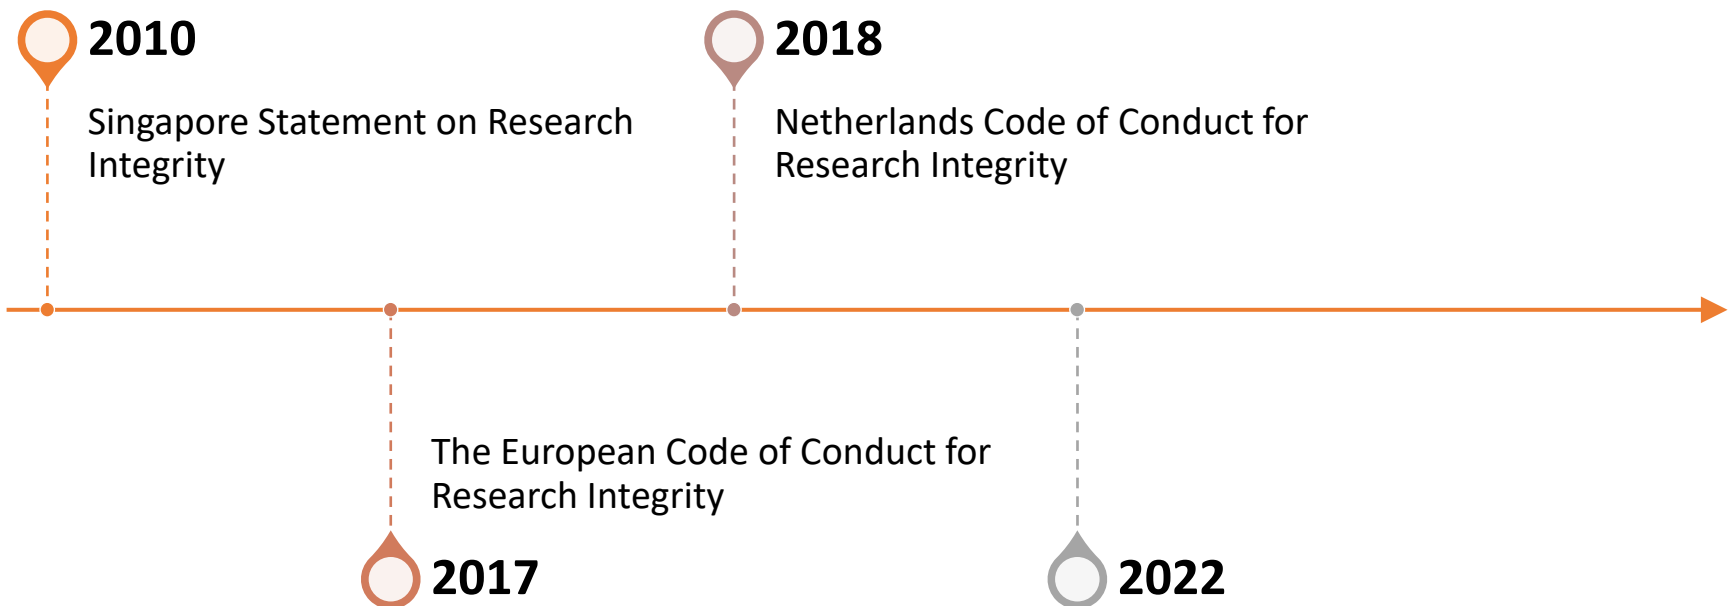 2010
Singapore Statement on Research
Integrity
2018
Netherlands Code of Conduct for
Research Integrity
The European Code of Conduct for
Research Integrity
2017
2022